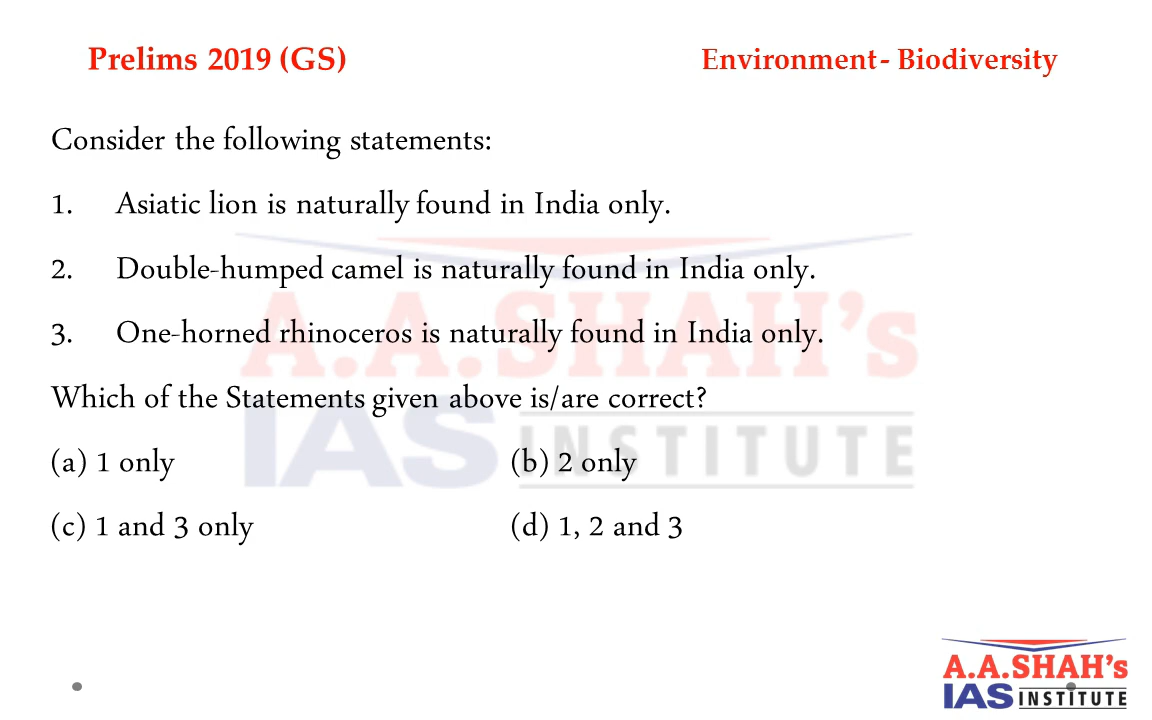 Prelims 2019 (GS) Environment- Biodiversity
Consider the following statements:
1. Asiatic lion is naturally found in India only.
2. Double-humped camel is naturally found in India only.
3. One-horned rhinoceros is naturally found in India only.
Which of the Statements given above is/are correct?
(a) 1 only (b) 2 only
(c) 1 and 3 only (d) 1, 2 and 3
A.A.SHAH's
IAS INSTITUTE
A.A.SHAH's
IAS INSTITUTE